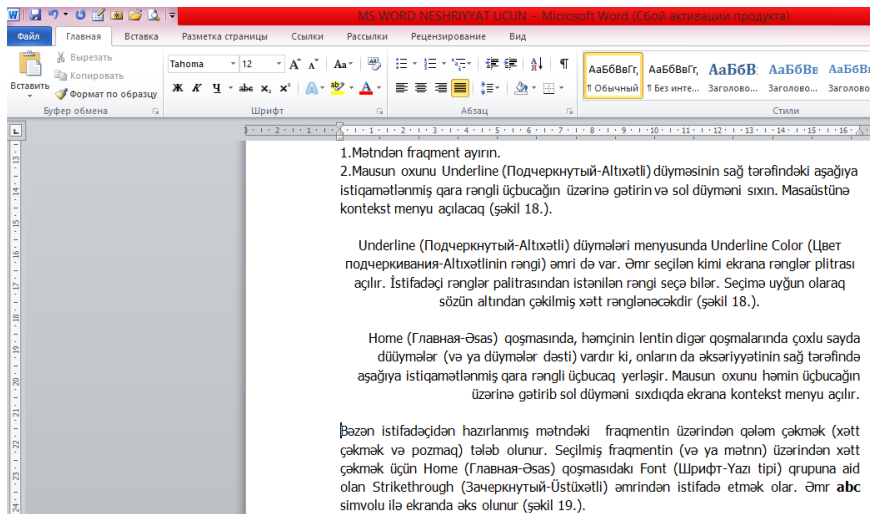 MS WORD NESHRIYYAT UCUN - Microsoft Word (Сбой активации продукта)
Файл Главная Вставка Разметка страницы Ссылки Рассылки Рецензирование Вид
Вставить
Вырезать
Копировать
Формат по образцу
Буфер обмена
Tahoma 12
Ж К Ч abc x₂ x²
Шрифт
Абзац
АаБбВвГг, АаБбВвГг, АаБбВ АаБбВв АаБбВ
¶ Обычный ¶ Без инте... Заголово... Заголово... Заголово
Стили
1.Mətndən fraqment ayırın.
2.Mausun oxunu Underline (Подчеркнутый-Altıxətli) düyməsinin sağ tərəfindəki aşağıya
istiqamətlənmiş qara rəngli üçbucağın üzərinə gətirin və sol düyməni sıxın. Masaüstünə
kontekst menyu açılacaq (şəkil 18.).
Underline (Подчеркнутый-Altıxətli) düymələri menyusunda Underline Color (Цвет
подчеркивания-Altıxətlinin rəngi) əmri də var. Əmr seçilən kimi ekrana rənglər plitrası
açılır. İstifadəçi rənglər palitrasından istənilən rəngi seçə bilər. Seçimə uyğun olaraq
sözün altından çəkilmiş xətt rənglənəcəkdir (şəkil 18.).
Home (Главная-Əsas) qoşmasında, həmçinin lentin digər qoşmalarında çoxlu sayda
düüymələr (və ya düymələr dəsti) vardır ki, onların da əksəriyyətinin sağ tərəfində
aşağıya istiqamətlənmiş qara rəngli üçbucaq yerləşir. Mausun oxunu həmin üçbucağın
üzərinə gətirib sol düyməni sıxdıqda ekrana kontekst menyu açılır.
Bəzən istifadəçidən hazırlanmış mətndəki fraqmentin üzərindən qələm çəkmək (xətt
çəkmək və pozmaq) tələb olunur. Seçilmiş fraqmentin (və ya mətnn) üzərindən xətt
çəkmək üçün Home (Главная-Əsas) qoşmasıdakı Font (Шрифт-Yazı tipi) qrupuna aid
olan Strikethrough (Зачеркнутый-Üstüxətli) əmrindən istifadə etmək olar. Əmr abc
simvolu ilə ekranda əks olunur (şəkil 19.).